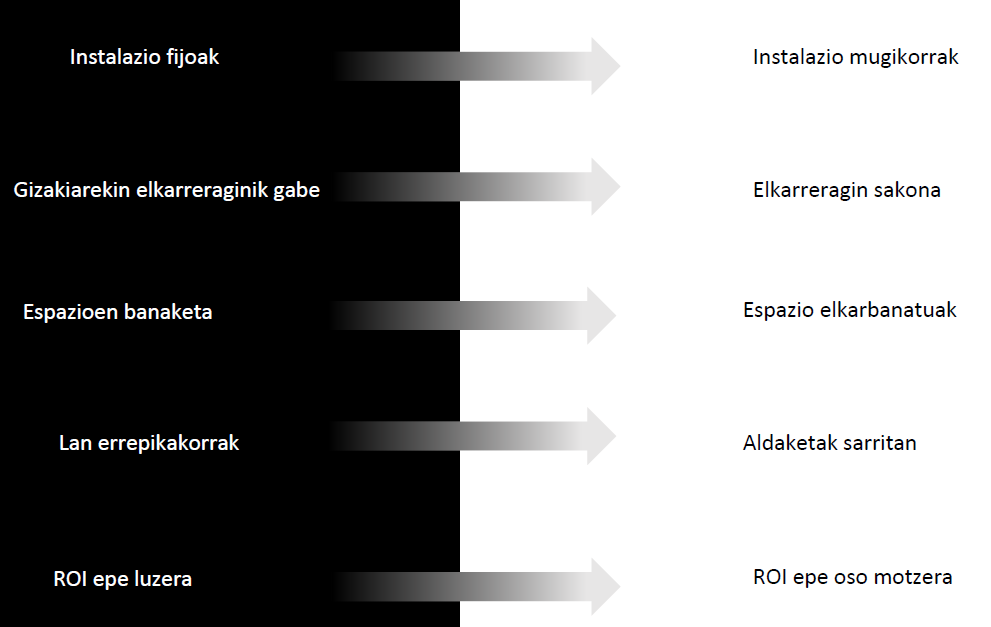 Instalazio fijoak
Instalazio mugikorrak
Gizakiarekin elkarreraginik gabe
Elkarreragin sakona
Espazioen banaketa
Espazio elkarbanatuak
Lan errepikakorrak
Aldaketak sarritan
ROI epe luzera
ROI epe oso motzera